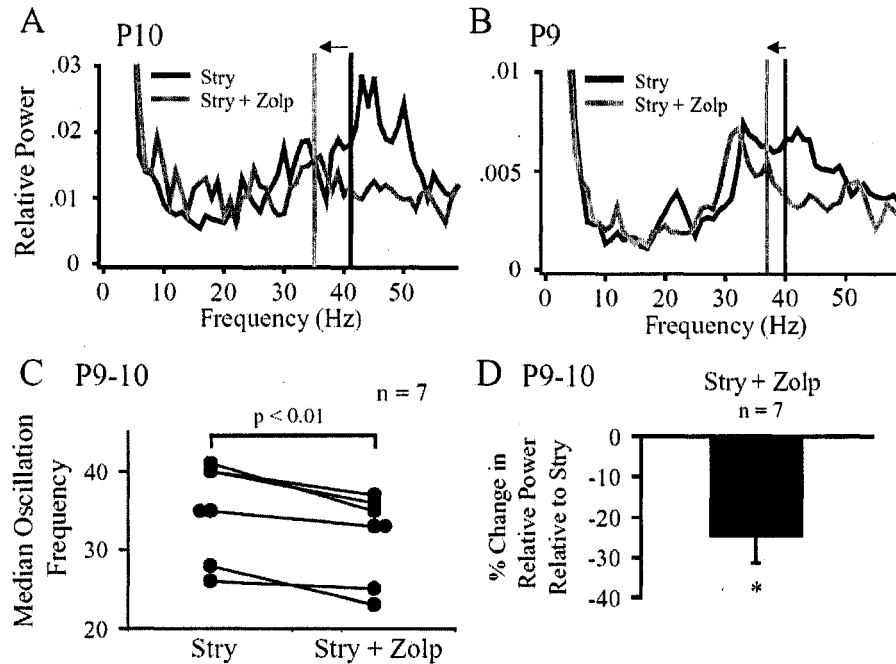 A P10
.03
.02
.01
0
Relative Power
Stry
Stry + Zolp
0 10 20 30 40 50
Frequency (Hz)
B P9
.01
.005
0
Stry
Stry + Zolp
0 10 20 30 40 50
Frequency (Hz)
C P9-10
n = 7
p < 0.01
40
30
20
Median Oscillation
Frequency
Stry Stry + Zolp
D P9-10
Stry + Zolp
n = 7
0
-10
-20
-30
-40
% Change in
Relative Power
Relative to Stry
*